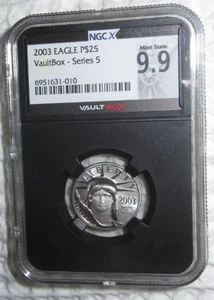 NGCX
2003 EAGLE P$25
VaultBox - Series 5
6951631-010
Mint State
9.9
VAULTBOX
LIBERTY
2003